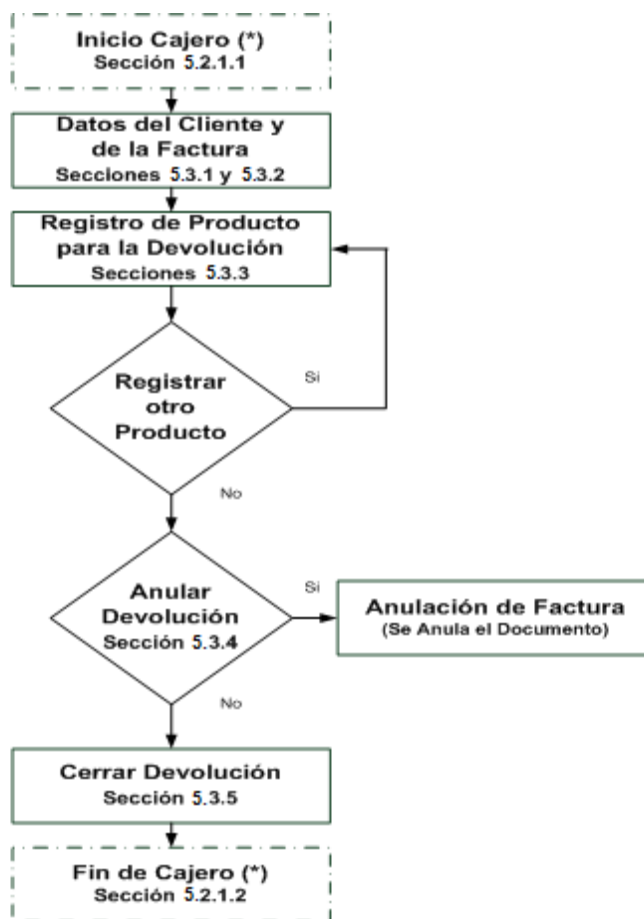 Inicio Cajero (*)
Sección 5.2.1.1
Datos del Cliente y
de la Factura
Secciones 5.3.1 y 5.3.2
Registro de Producto
para la Devolución
Secciones 5.3.3
Registrar
otro
Producto
Si
No
Anular
Devolución
Sección 5.3.4
Si
Anulación de Factura
(Se Anula el Documento)
No
Cerrar Devolución
Sección 5.3.5
Fin de Cajero (*)
Sección 5.2.1.2